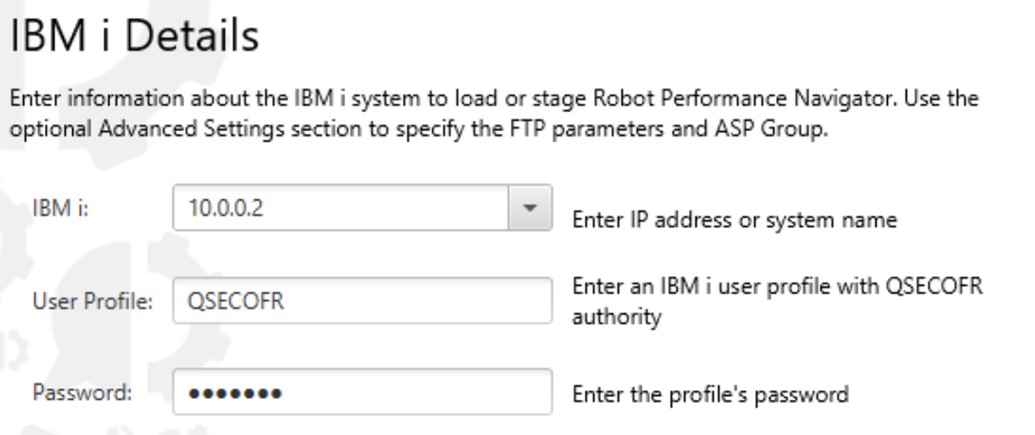 IBM i Details
Enter information about the IBM i system to load or stage Robot Performance Navigator. Use the
optional Advanced Settings section to specify the FTP parameters and ASP Group.
IBM i:
10.0.0.2
Enter IP address or system name
User Profile:
QSECOFR
Enter an IBM i user profile with QSECOFR
authority
Password:
•••••••
Enter the profile's password